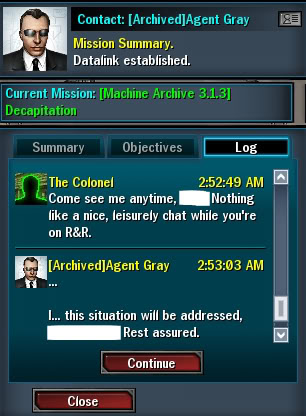 Contact: [Archived]Agent Gray
Mission Summary.
Datalink established.
Current Mission: [Machine Archive 3.1.3]
Decapitation
Summary
Objectives
Log
The Colonel 2:52:49 AM
Come see me anytime, Nothing
like a nice, leisurely chat while you're
on R&R.
[Archived]Agent Gray 2:53:03 AM
...
I... this situation will be addressed,
Rest assured.
Continue
Close